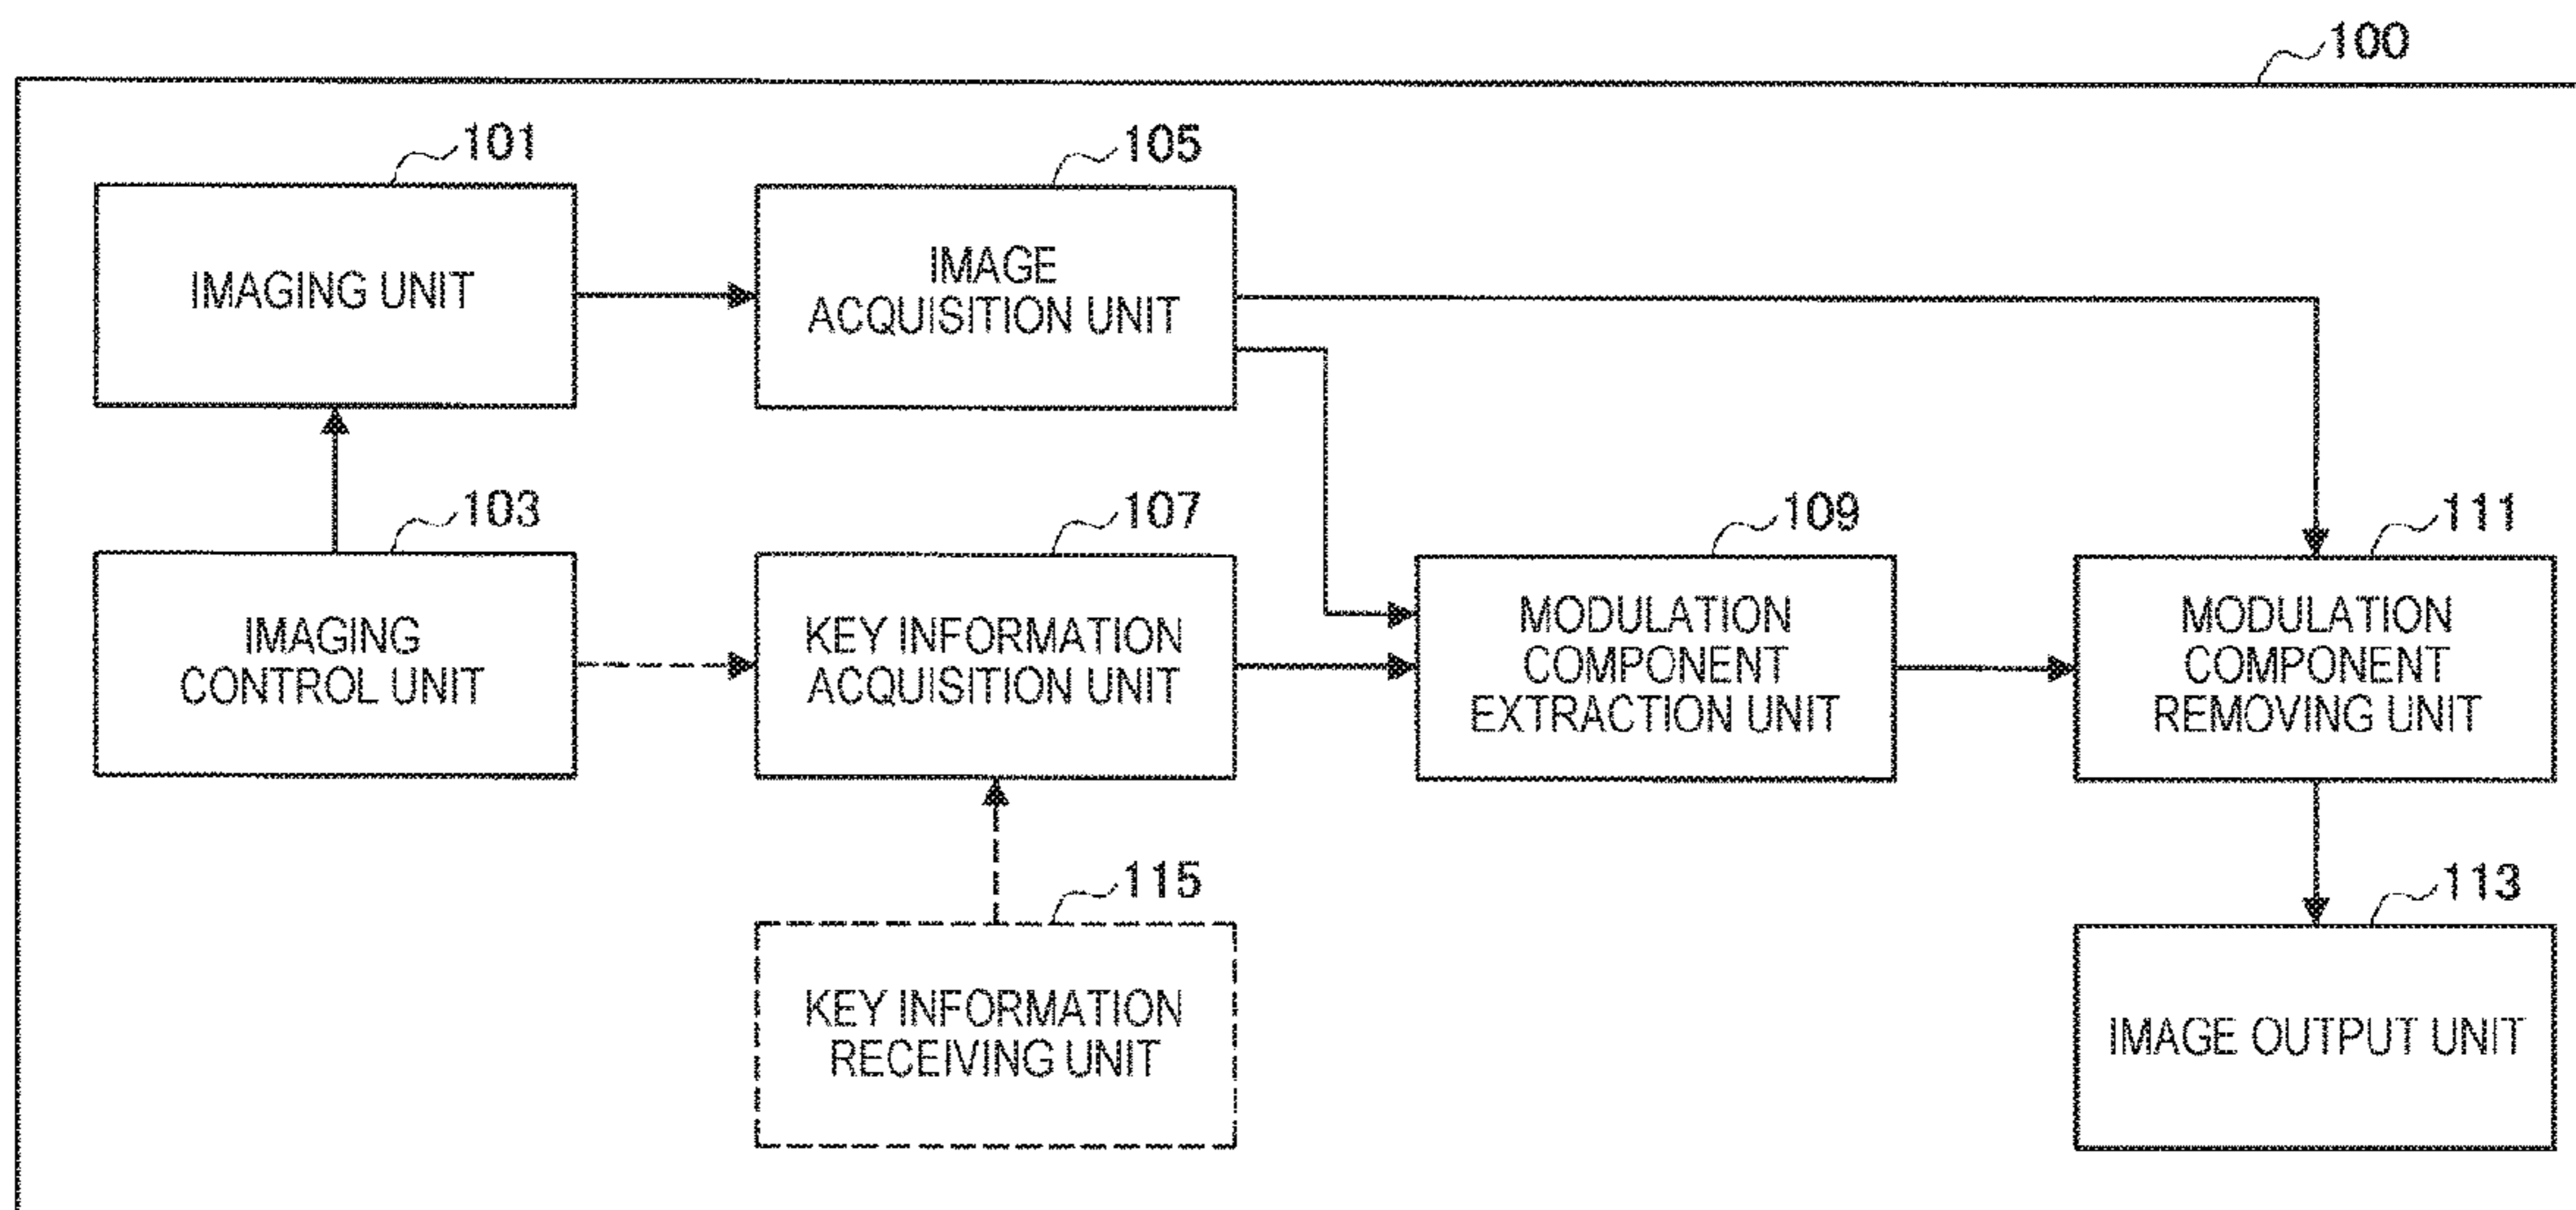 100
101
IMAGING UNIT
105
IMAGE
ACQUISITION UNIT
103
IMAGING
CONTROL UNIT
107
KEY INFORMATION
ACQUISITION UNIT
109
MODULATION
COMPONENT
EXTRACTION UNIT
111
MODULATION
COMPONENT
REMOVING UNIT
115
KEY INFORMATION
RECEIVING UNIT
113
IMAGE OUTPUT UNIT